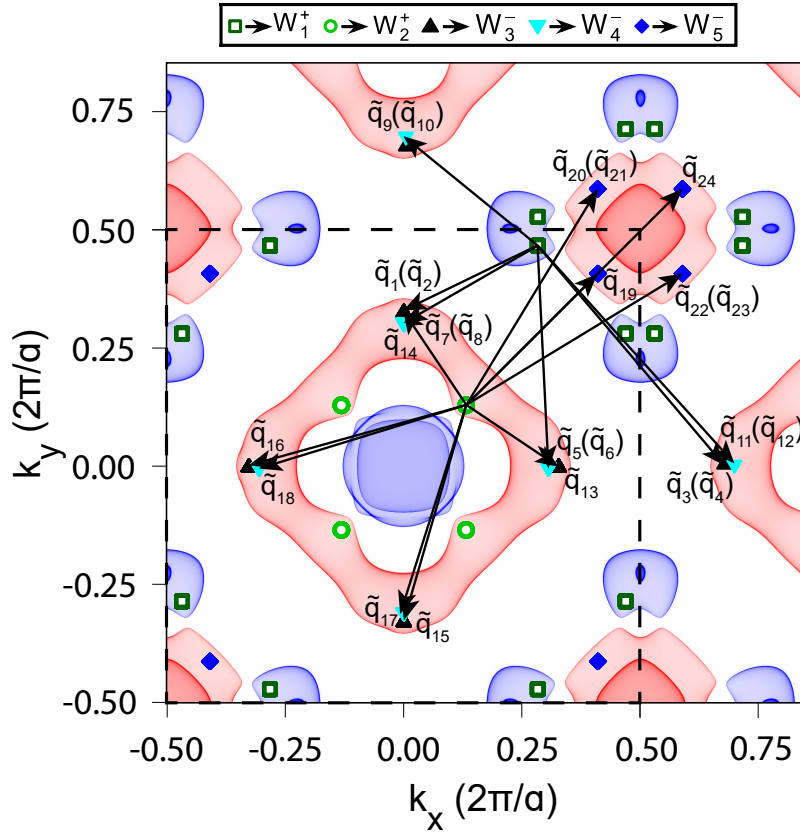 →W₁⁺ →W₂⁺ →W₃⁻ →W₄⁻ →W₅⁻
0.75
0.50
0.25
0.00
-0.25
-0.50
k_y (2π/a)
q̃₉(q̃₁₀)
q̃₂₀(q̃₂₁)
q̃₂₄
q̃₁(q̃₂)
q̃₁₉
q̃₂₂(q̃₂₃)
q̃₇(q̃₈)
q̃₁₄
q̃₁₆
q̃₅(q̃₆)
q̃₁₁(q̃₁₂)
q̃₁₈
q̃₁₃
q̃₃(q̃₄)
q̃₁₇
q̃₁₅
-0.50 -0.25 0.00 0.25 0.50 0.75
k_x (2π/a)